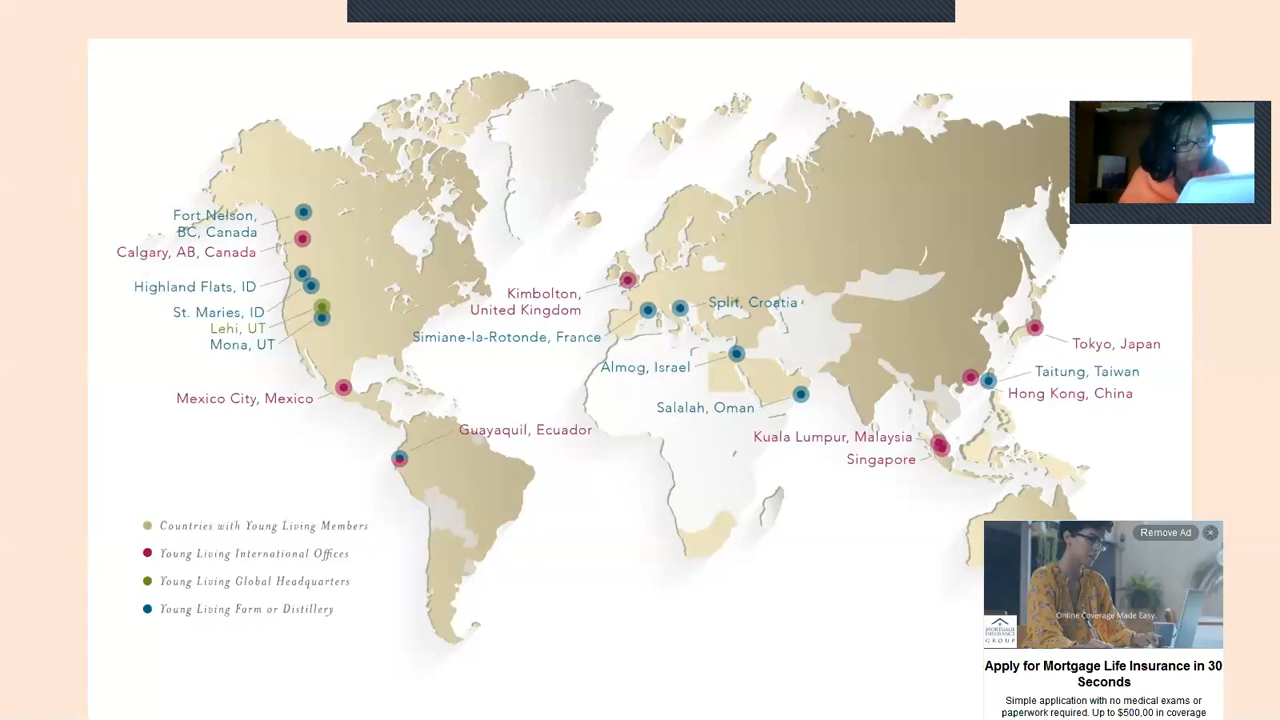 Fort Nelson,
BC, Canada
Calgary, AB, Canada
Highland Flats, ID
St. Maries, ID
Lehi, UT
Mona, UT
Mexico City, Mexico
Guayaquil, Ecuador
Kimbolton,
United Kingdom
Simiane-la-Rotonde, France
Split, Croatia
Almog, Israel
Salalah, Oman
Kuala Lumpur, Malaysia
Singapore
Tokyo, Japan
Taitung, Taiwan
Hong Kong, China
Countries with Young Living Members
Young Living International Offices
Young Living Global Headquarters
Young Living Farm or Distillery
Remove Ad
Online Coverage Made Easy.
MORTGAGE
INSURANCE
GROUP
Apply for Mortgage Life Insurance in 30
Seconds
Simple application with no medical exams or
paperwork required. Up to $500,00 in coverage